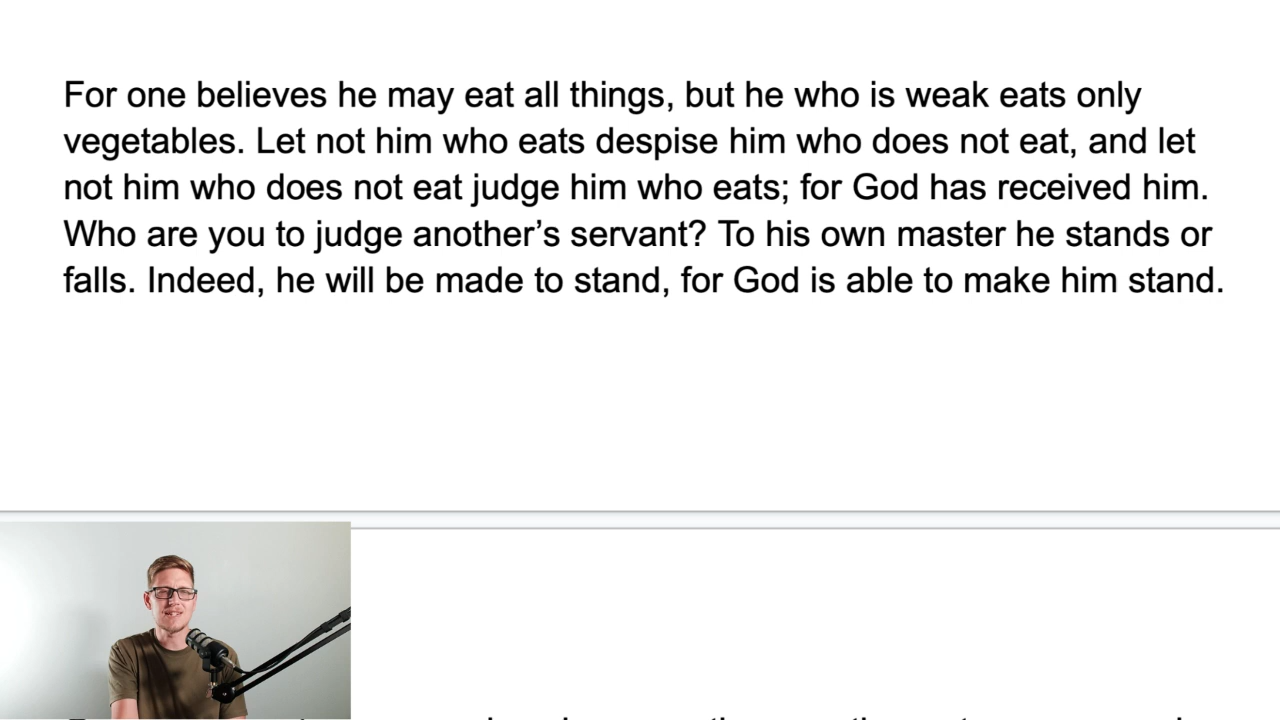 For one believes he may eat all things, but he who is weak eats only
vegetables. Let not him who eats despise him who does not eat, and let
not him who does not eat judge him who eats; for God has received him.
Who are you to judge another’s servant? To his own master he stands or
falls. Indeed, he will be made to stand, for God is able to make him stand.